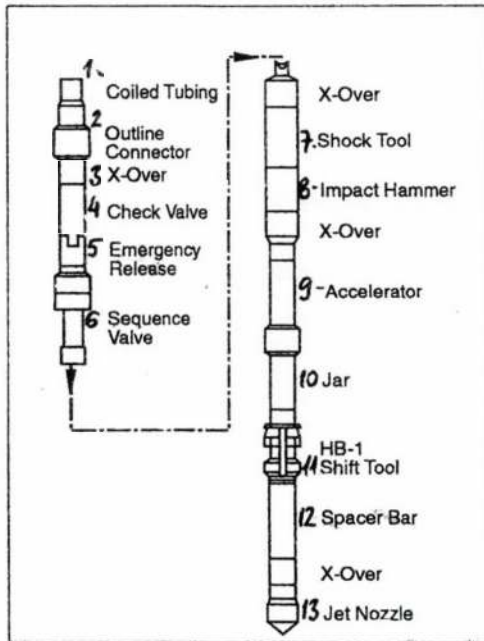 1. Coiled Tubing
2 Outline
Connector
3 X-Over
4 Check Valve
5 Emergency
Release
6 Sequence
Valve
X-Over
7. Shock Tool
8- Impact Hammer
X-Over
9- Accelerator
10 Jar
HB-1
11 Shift Tool
12 Spacer Bar
X-Over
13 Jet Nozzle